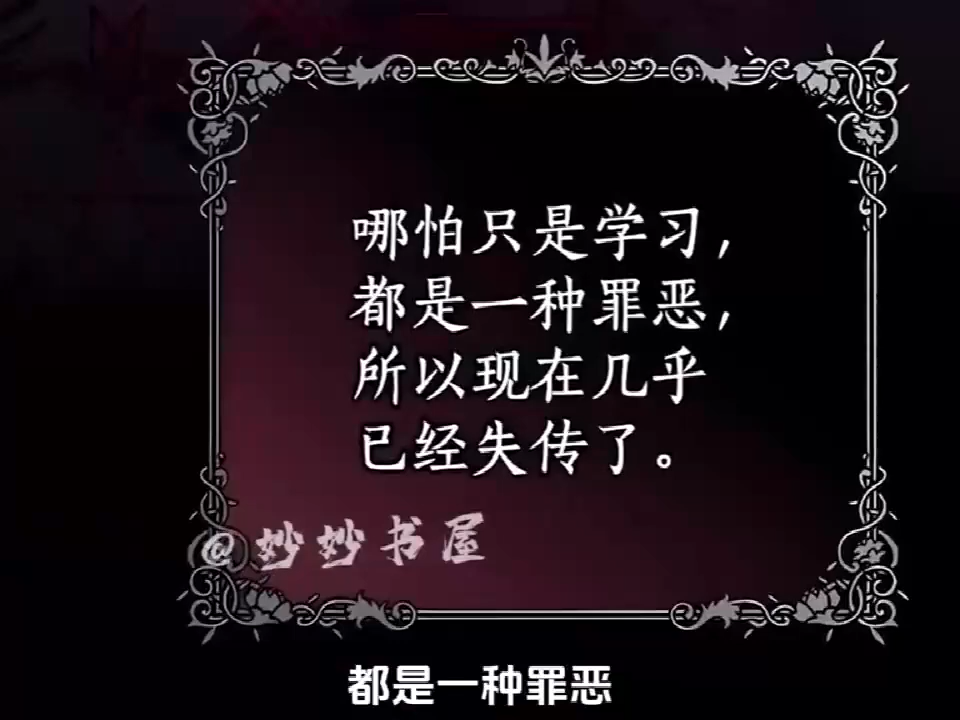 哪怕只是学习，
都是一种罪恶，
所以现在几乎
已经失传了。
@妙妙书屋
都是一种罪恶